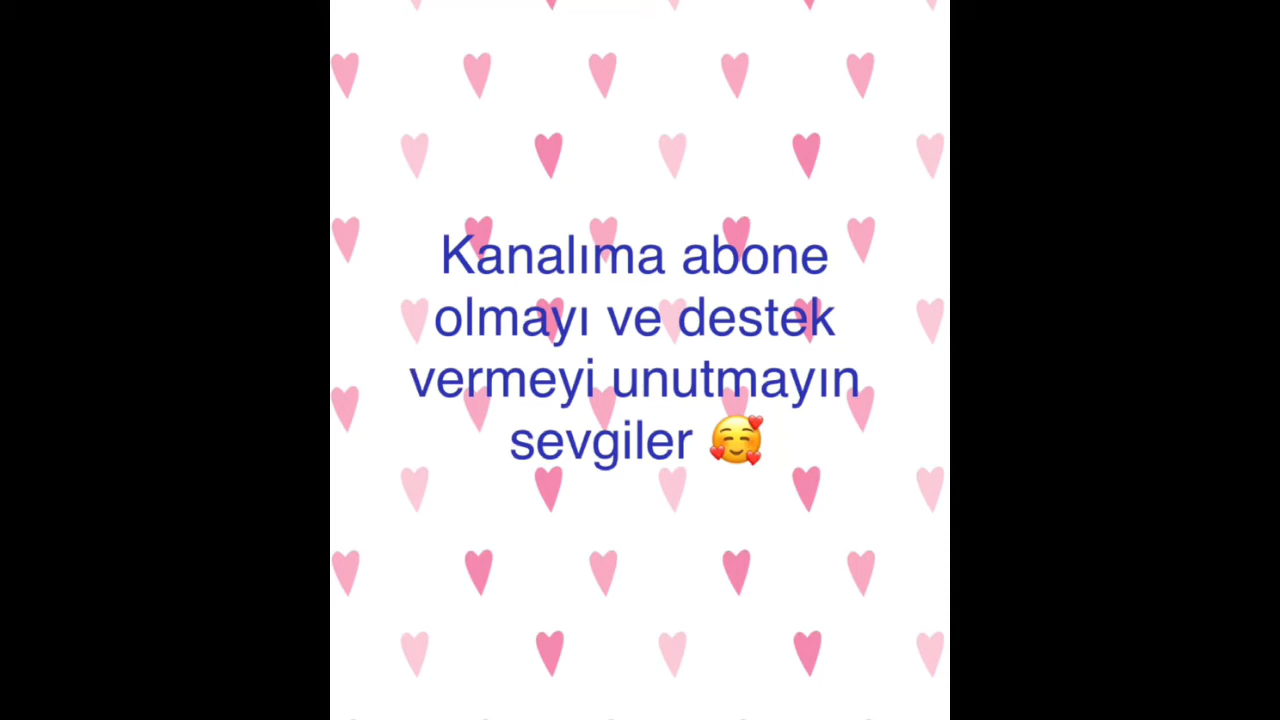 Kanalıma abone
olmayı ve destek
vermeyi unutmayın
sevgiler 🥰